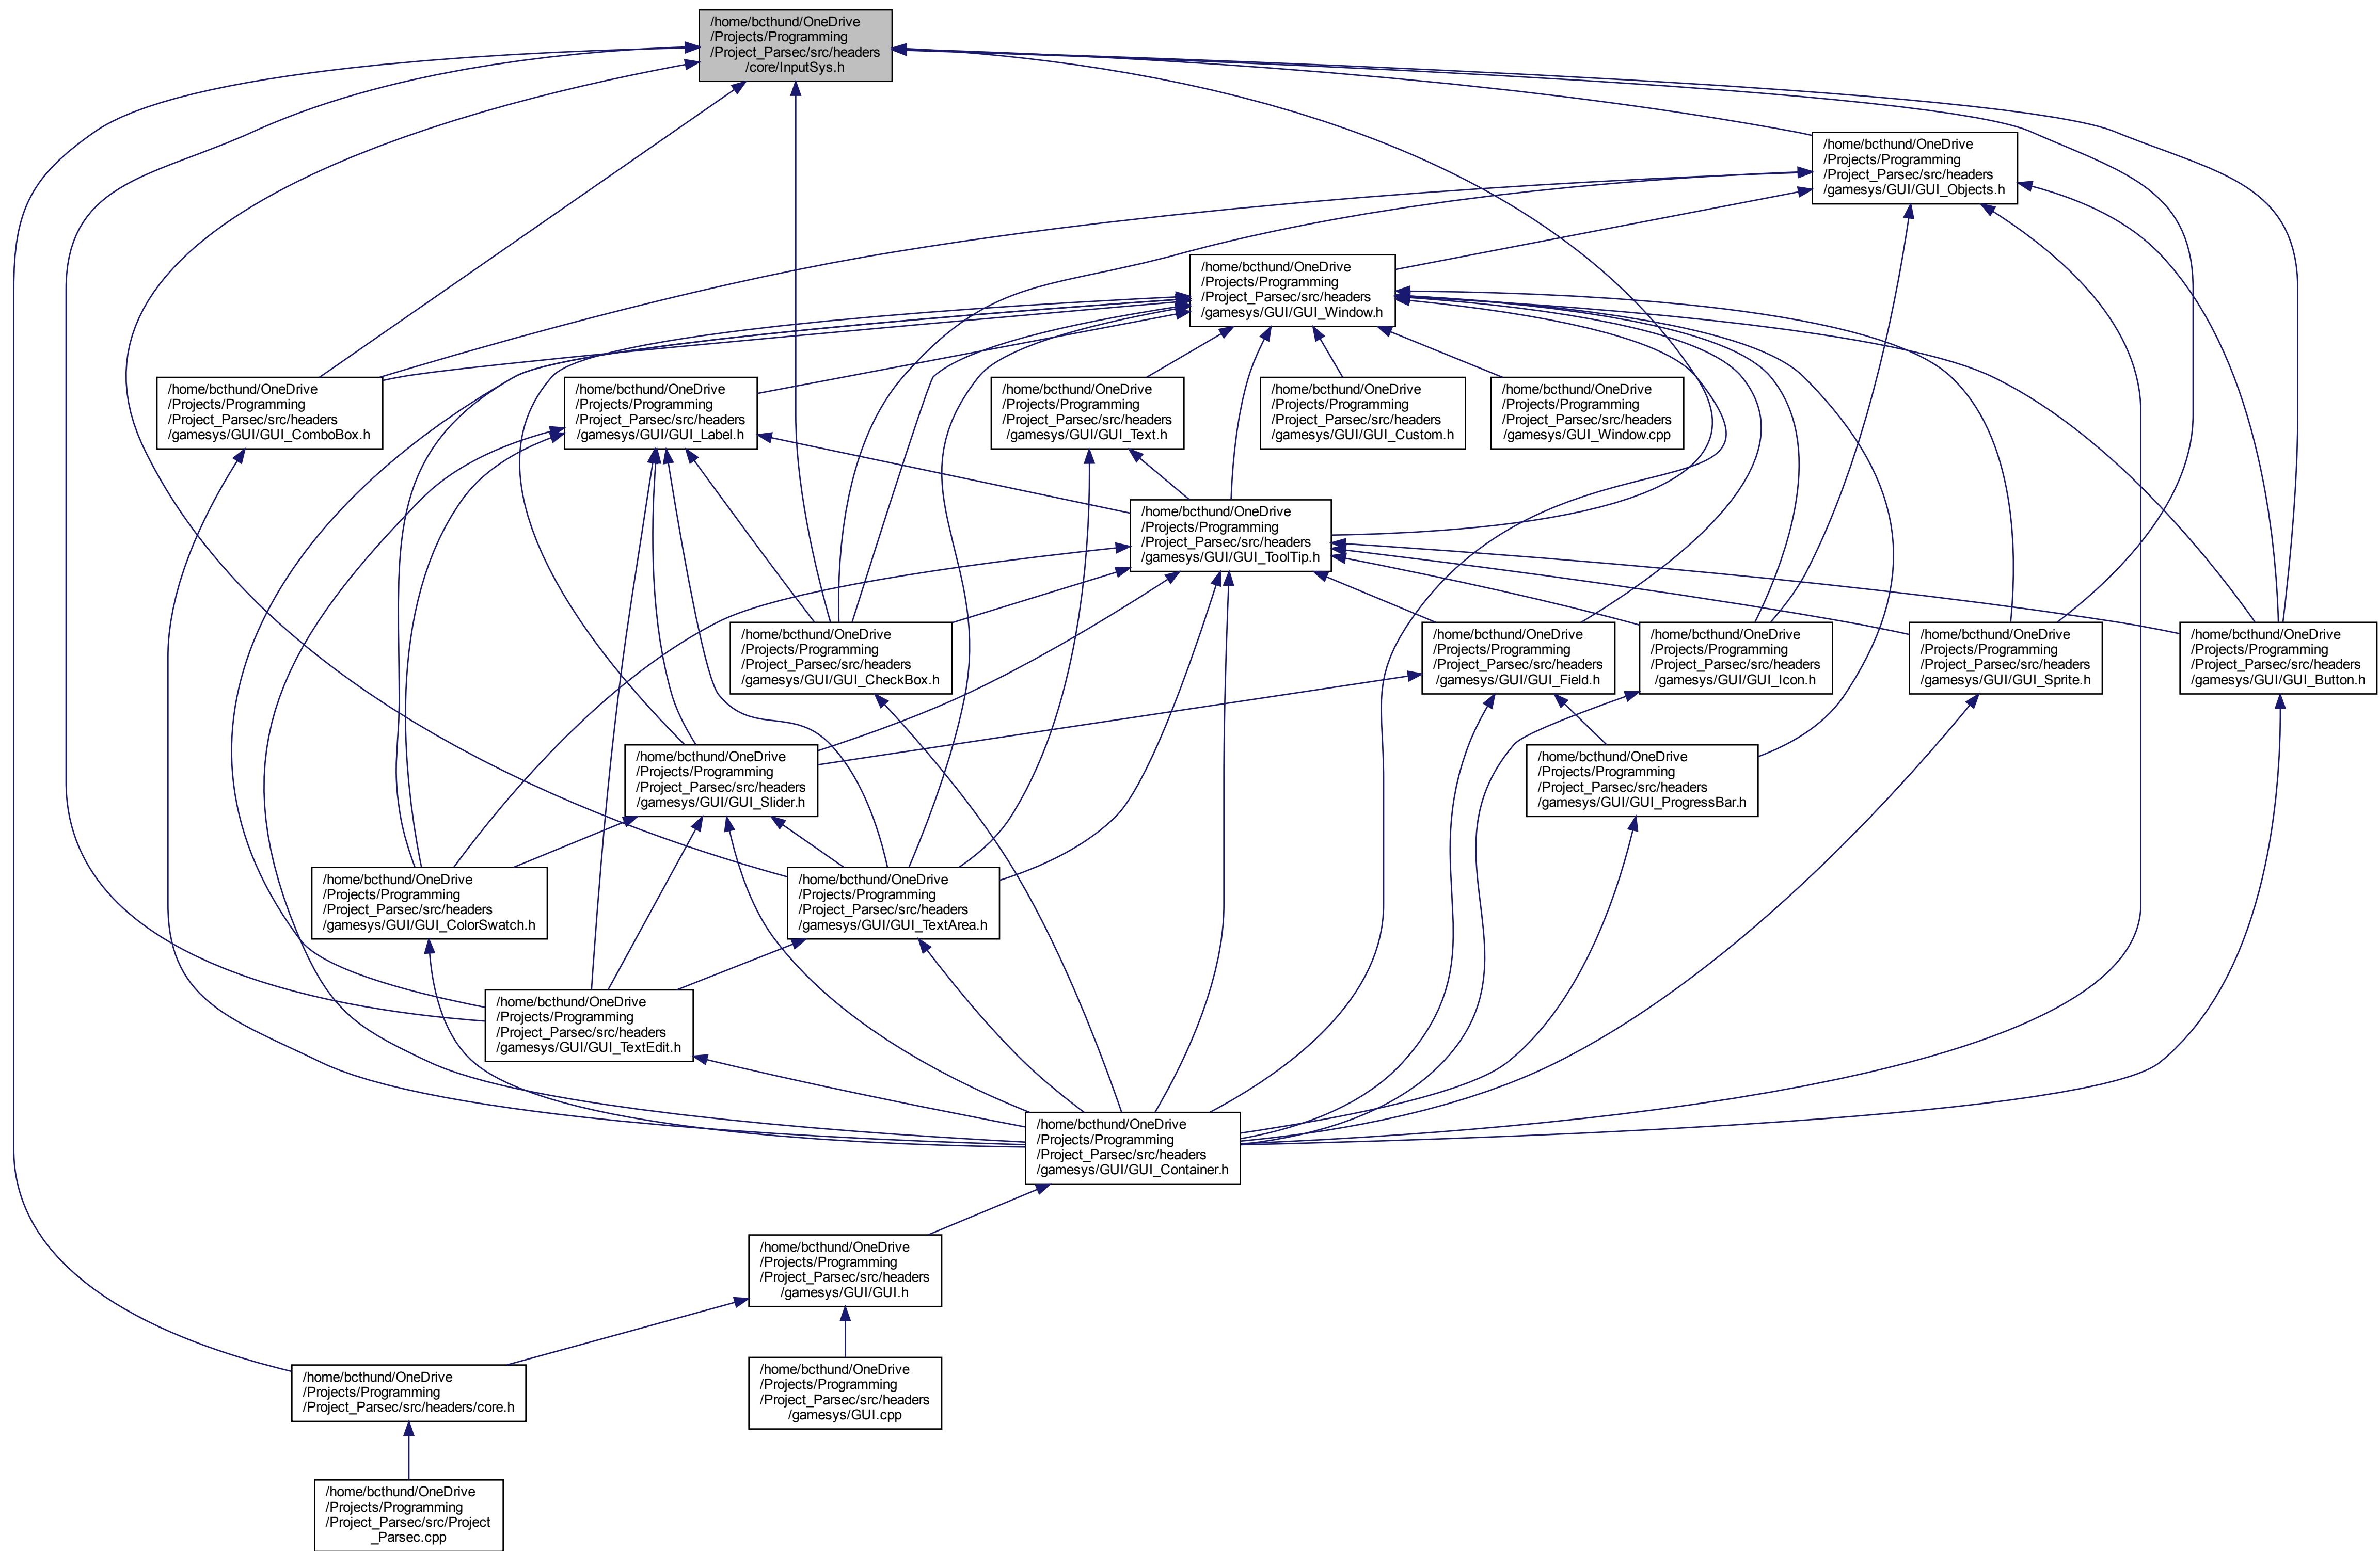 /home/bcthund/OneDrive
/Projects/Programming
/Project_Parsec/src/headers
/core/InputSys.h
/home/bcthund/OneDrive
/Projects/Programming
/Project_Parsec/src/headers
/gamesys/GUI/GUI_Objects.h
/home/bcthund/OneDrive
/Projects/Programming
/Project_Parsec/src/headers
/gamesys/GUI/GUI_Window.h
/home/bcthund/OneDrive
/Projects/Programming
/Project_Parsec/src/headers
/gamesys/GUI/GUI_ComboBox.h
/home/bcthund/OneDrive
/Projects/Programming
/Project_Parsec/src/headers
/gamesys/GUI/GUI_Label.h
/home/bcthund/OneDrive
/Projects/Programming
/Project_Parsec/src/headers
/gamesys/GUI/GUI_Text.h
/home/bcthund/OneDrive
/Projects/Programming
/Project_Parsec/src/headers
/gamesys/GUI/GUI_Custom.h
/home/bcthund/OneDrive
/Projects/Programming
/Project_Parsec/src/headers
/gamesys/GUI_Window.cpp
/home/bcthund/OneDrive
/Projects/Programming
/Project_Parsec/src/headers
/gamesys/GUI/GUI_ToolTip.h
/home/bcthund/OneDrive
/Projects/Programming
/Project_Parsec/src/headers
/gamesys/GUI/GUI_CheckBox.h
/home/bcthund/OneDrive
/Projects/Programming
/Project_Parsec/src/headers
/gamesys/GUI/GUI_Field.h
/home/bcthund/OneDrive
/Projects/Programming
/Project_Parsec/src/headers
/gamesys/GUI/GUI_Icon.h
/home/bcthund/OneDrive
/Projects/Programming
/Project_Parsec/src/headers
/gamesys/GUI/GUI_Sprite.h
/home/bcthund/OneDrive
/Projects/Programming
/Project_Parsec/src/headers
/gamesys/GUI/GUI_Button.h
/home/bcthund/OneDrive
/Projects/Programming
/Project_Parsec/src/headers
/gamesys/GUI/GUI_Slider.h
/home/bcthund/OneDrive
/Projects/Programming
/Project_Parsec/src/headers
/gamesys/GUI/GUI_ProgressBar.h
/home/bcthund/OneDrive
/Projects/Programming
/Project_Parsec/src/headers
/gamesys/GUI/GUI_ColorSwatch.h
/home/bcthund/OneDrive
/Projects/Programming
/Project_Parsec/src/headers
/gamesys/GUI/GUI_TextArea.h
/home/bcthund/OneDrive
/Projects/Programming
/Project_Parsec/src/headers
/gamesys/GUI/GUI_TextEdit.h
/home/bcthund/OneDrive
/Projects/Programming
/Project_Parsec/src/headers
/gamesys/GUI/GUI_Container.h
/home/bcthund/OneDrive
/Projects/Programming
/Project_Parsec/src/headers
/gamesys/GUI/GUI.h
/home/bcthund/OneDrive
/Projects/Programming
/Project_Parsec/src/headers/core.h
/home/bcthund/OneDrive
/Projects/Programming
/Project_Parsec/src/headers
/gamesys/GUI.cpp
/home/bcthund/OneDrive
/Projects/Programming
/Project_Parsec/src/Project
_Parsec.cpp